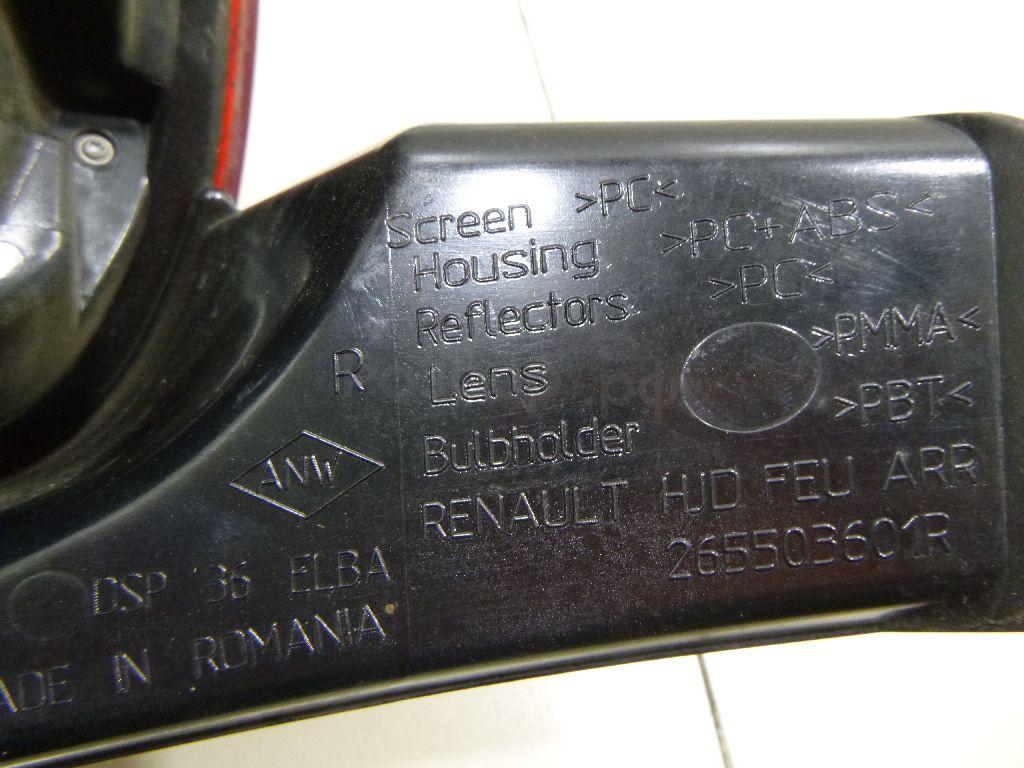 Screen >PC<
Housing >PC+ABS<
Reflectors >PC<
Lens >PMMA<
Bulbholder >PBT<
RENAULT HJD FEU ARR
265503601R
R
ANW
DSP 36 ELBA
ADE IN ROMANIA